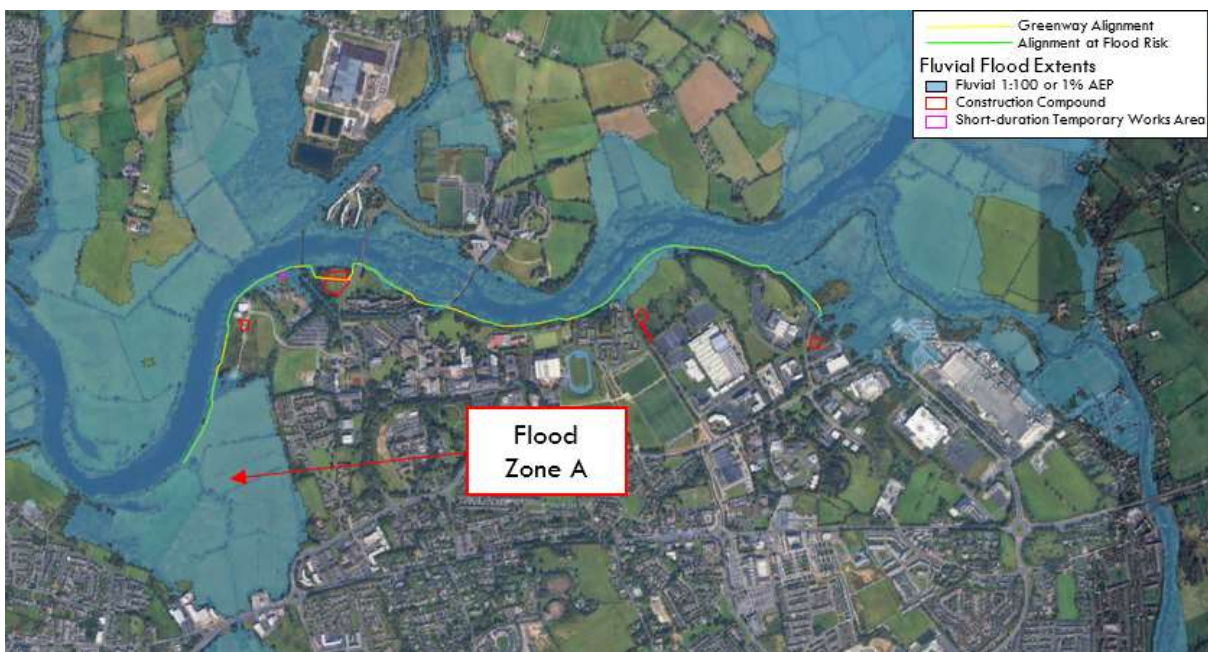 Greenway Alignment
Alignment at Flood Risk
Fluvial Flood Extents
Fluvial 1:100 or 1% AEP
Construction Compound
Short-duration Temporary Works Area
Flood
Zone A